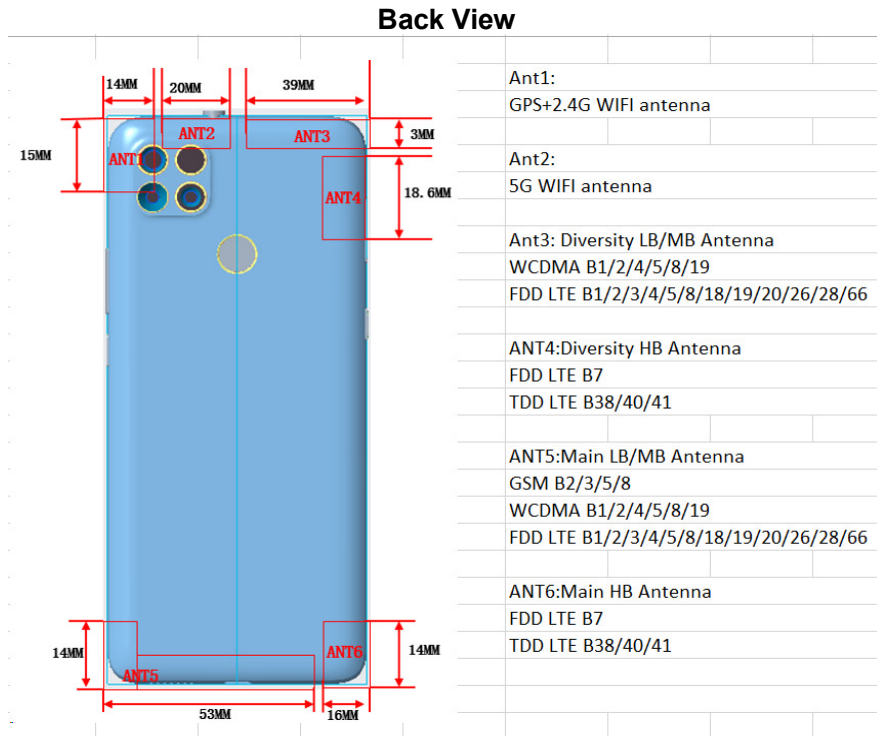 Back View
14MM
20MM
39MM
15MM
3MM
18.6MM
ANT1
ANT2
ANT3
ANT4
14MM
ANT5
ANT6
14MM
53MM
16MM
Ant1:
GPS+2.4G WIFI antenna
Ant2:
5G WIFI antenna
Ant3: Diversity LB/MB Antenna
WCDMA B1/2/4/5/8/19
FDD LTE B1/2/3/4/5/8/18/19/20/26/28/66
ANT4:Diversity HB Antenna
FDD LTE B7
TDD LTE B38/40/41
ANT5:Main LB/MB Antenna
GSM B2/3/5/8
WCDMA B1/2/4/5/8/19
FDD LTE B1/2/3/4/5/8/18/19/20/26/28/66
ANT6:Main HB Antenna
FDD LTE B7
TDD LTE B38/40/41